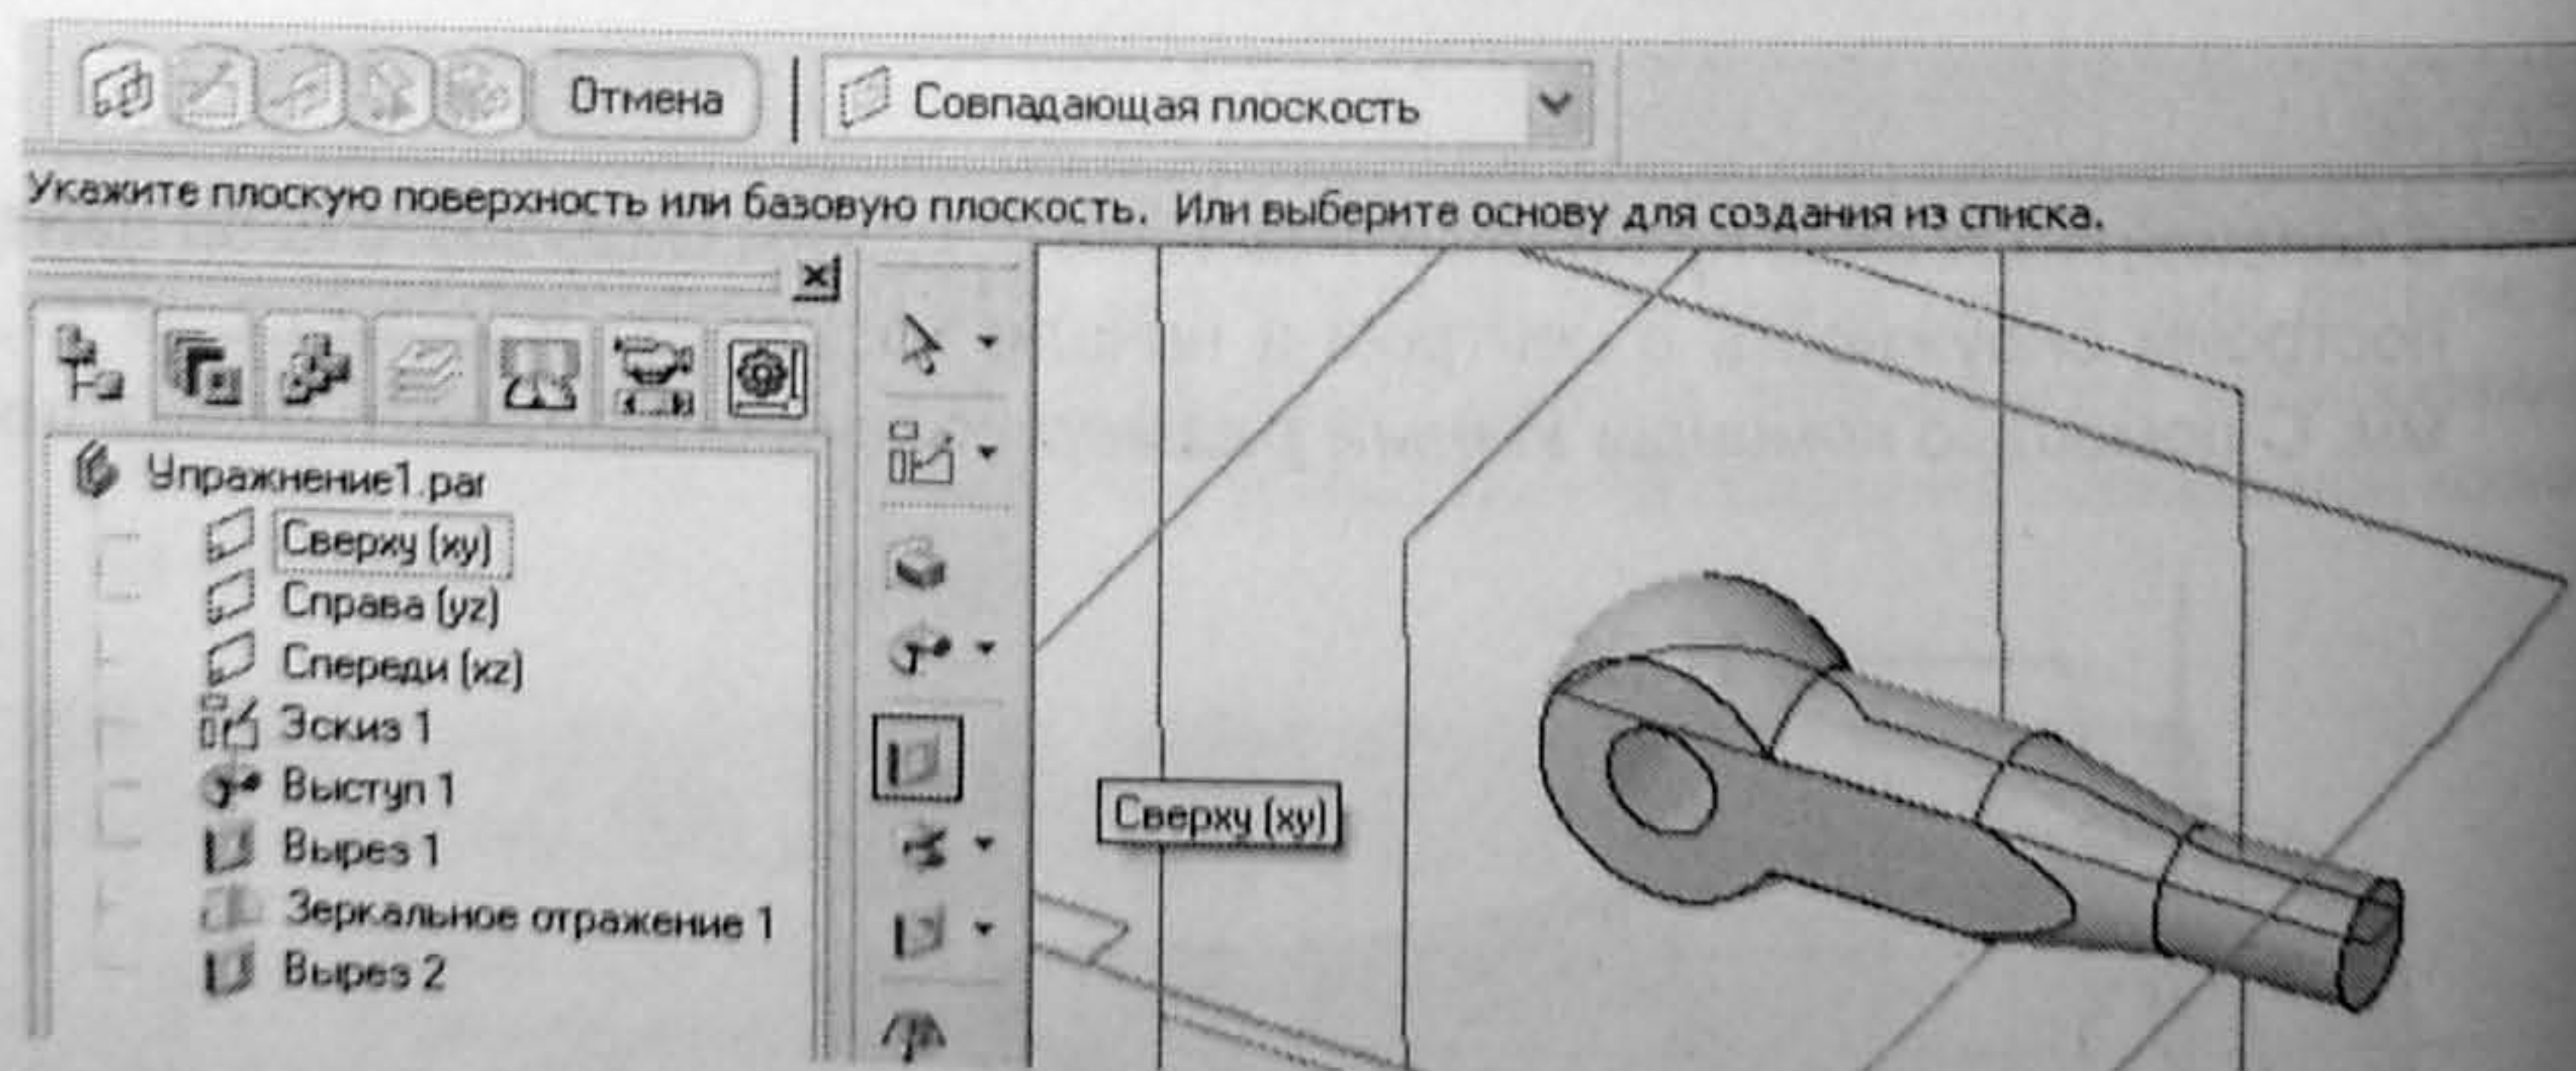 Отмена
Совпадающая плоскость
Укажите плоскую поверхность или базовую плоскость. Или выберите основу для создания из списка.
Упражнение1.par
Сверху (xy)
Справа (yz)
Спереди (xz)
Эскиз 1
Выступ 1
Вырез 1
Зеркальное отражение 1
Вырез 2
Сверху (xy)